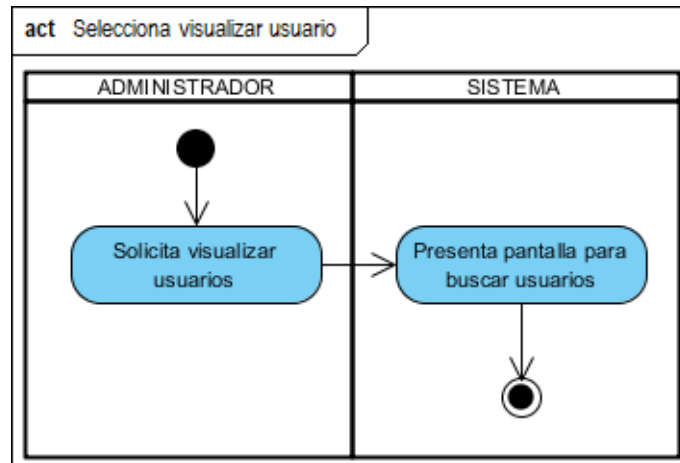 act Selecciona visualizar usuario
ADMINISTRADOR
SISTEMA
Solicita visualizar
usuarios
Presenta pantalla para
buscar usuarios